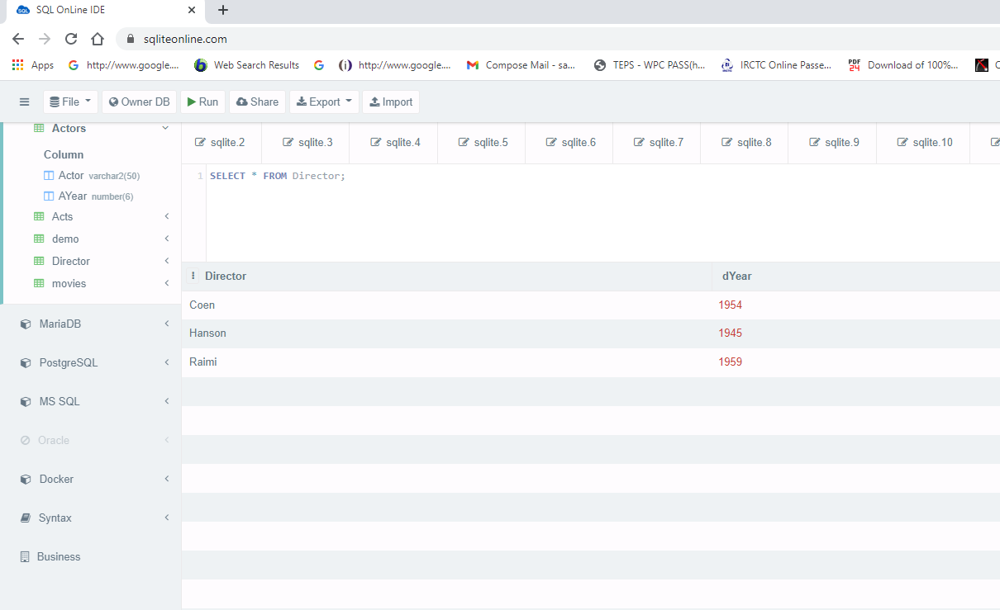 SQL OnLine IDE
sqliteonline.com
Apps http://www.google.... Web Search Results http://www.google.... Compose Mail - sa... TEPS - WPC PASS(h... IRCTC Online Passe... Download of 100%...
File Owner DB Run Share Export Import
Actors
Column
Actor varchar2(50)
AYear number(6)
Acts
demo
Director
movies
MariaDB
PostgreSQL
MS SQL
Oracle
Docker
Syntax
Business
sqlite.2 sqlite.3 sqlite.4 sqlite.5 sqlite.6 sqlite.7 sqlite.8 sqlite.9 sqlite.10
1 SELECT * FROM Director;
Director dYear
Coen 1954
Hanson 1945
Raimi 1959